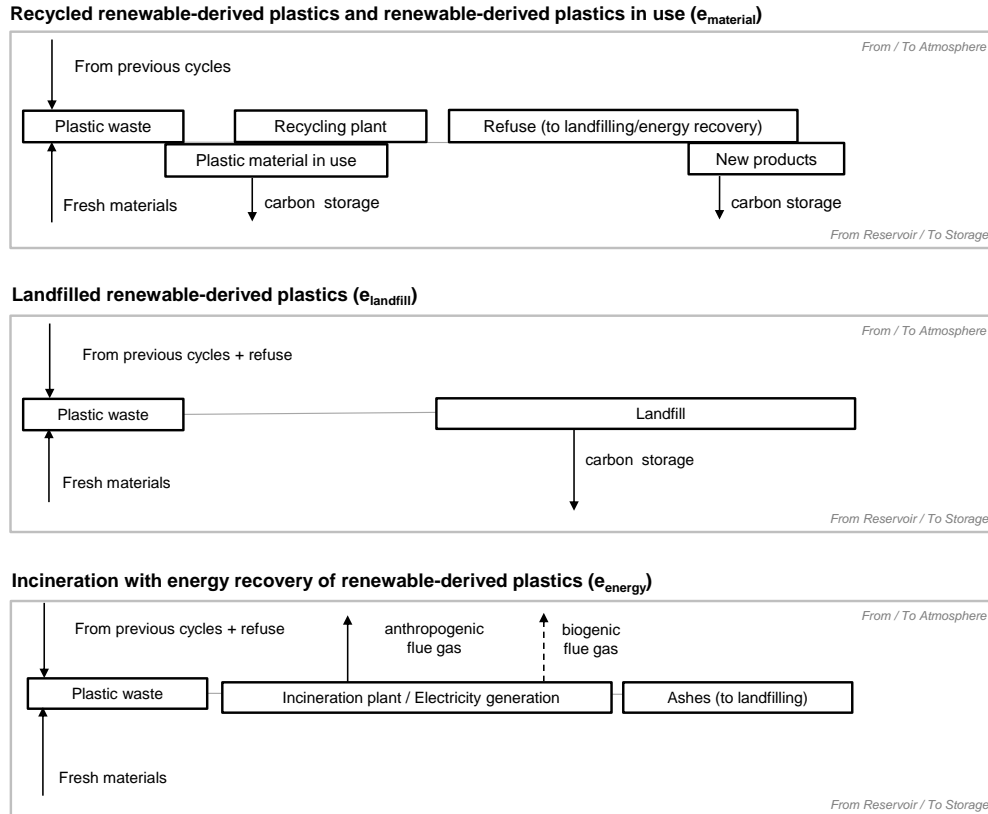 Recycled renewable-derived plastics and renewable-derived plastics in use (ematerial)
From / To Atmosphere
From previous cycles
Plastic waste
Recycling plant
Refuse (to landfilling/energy recovery)
Plastic material in use
New products
Fresh materials
carbon storage
carbon storage
From Reservoir / To Storage
Landfilled renewable-derived plastics (elandfill)
From / To Atmosphere
From previous cycles + refuse
Plastic waste
Landfill
carbon storage
Fresh materials
From Reservoir / To Storage
Incineration with energy recovery of renewable-derived plastics (eenergy)
From / To Atmosphere
From previous cycles + refuse
anthropogenic
flue gas
biogenic
flue gas
Plastic waste
Incineration plant / Electricity generation
Ashes (to landfilling)
Fresh materials
From Reservoir / To Storage